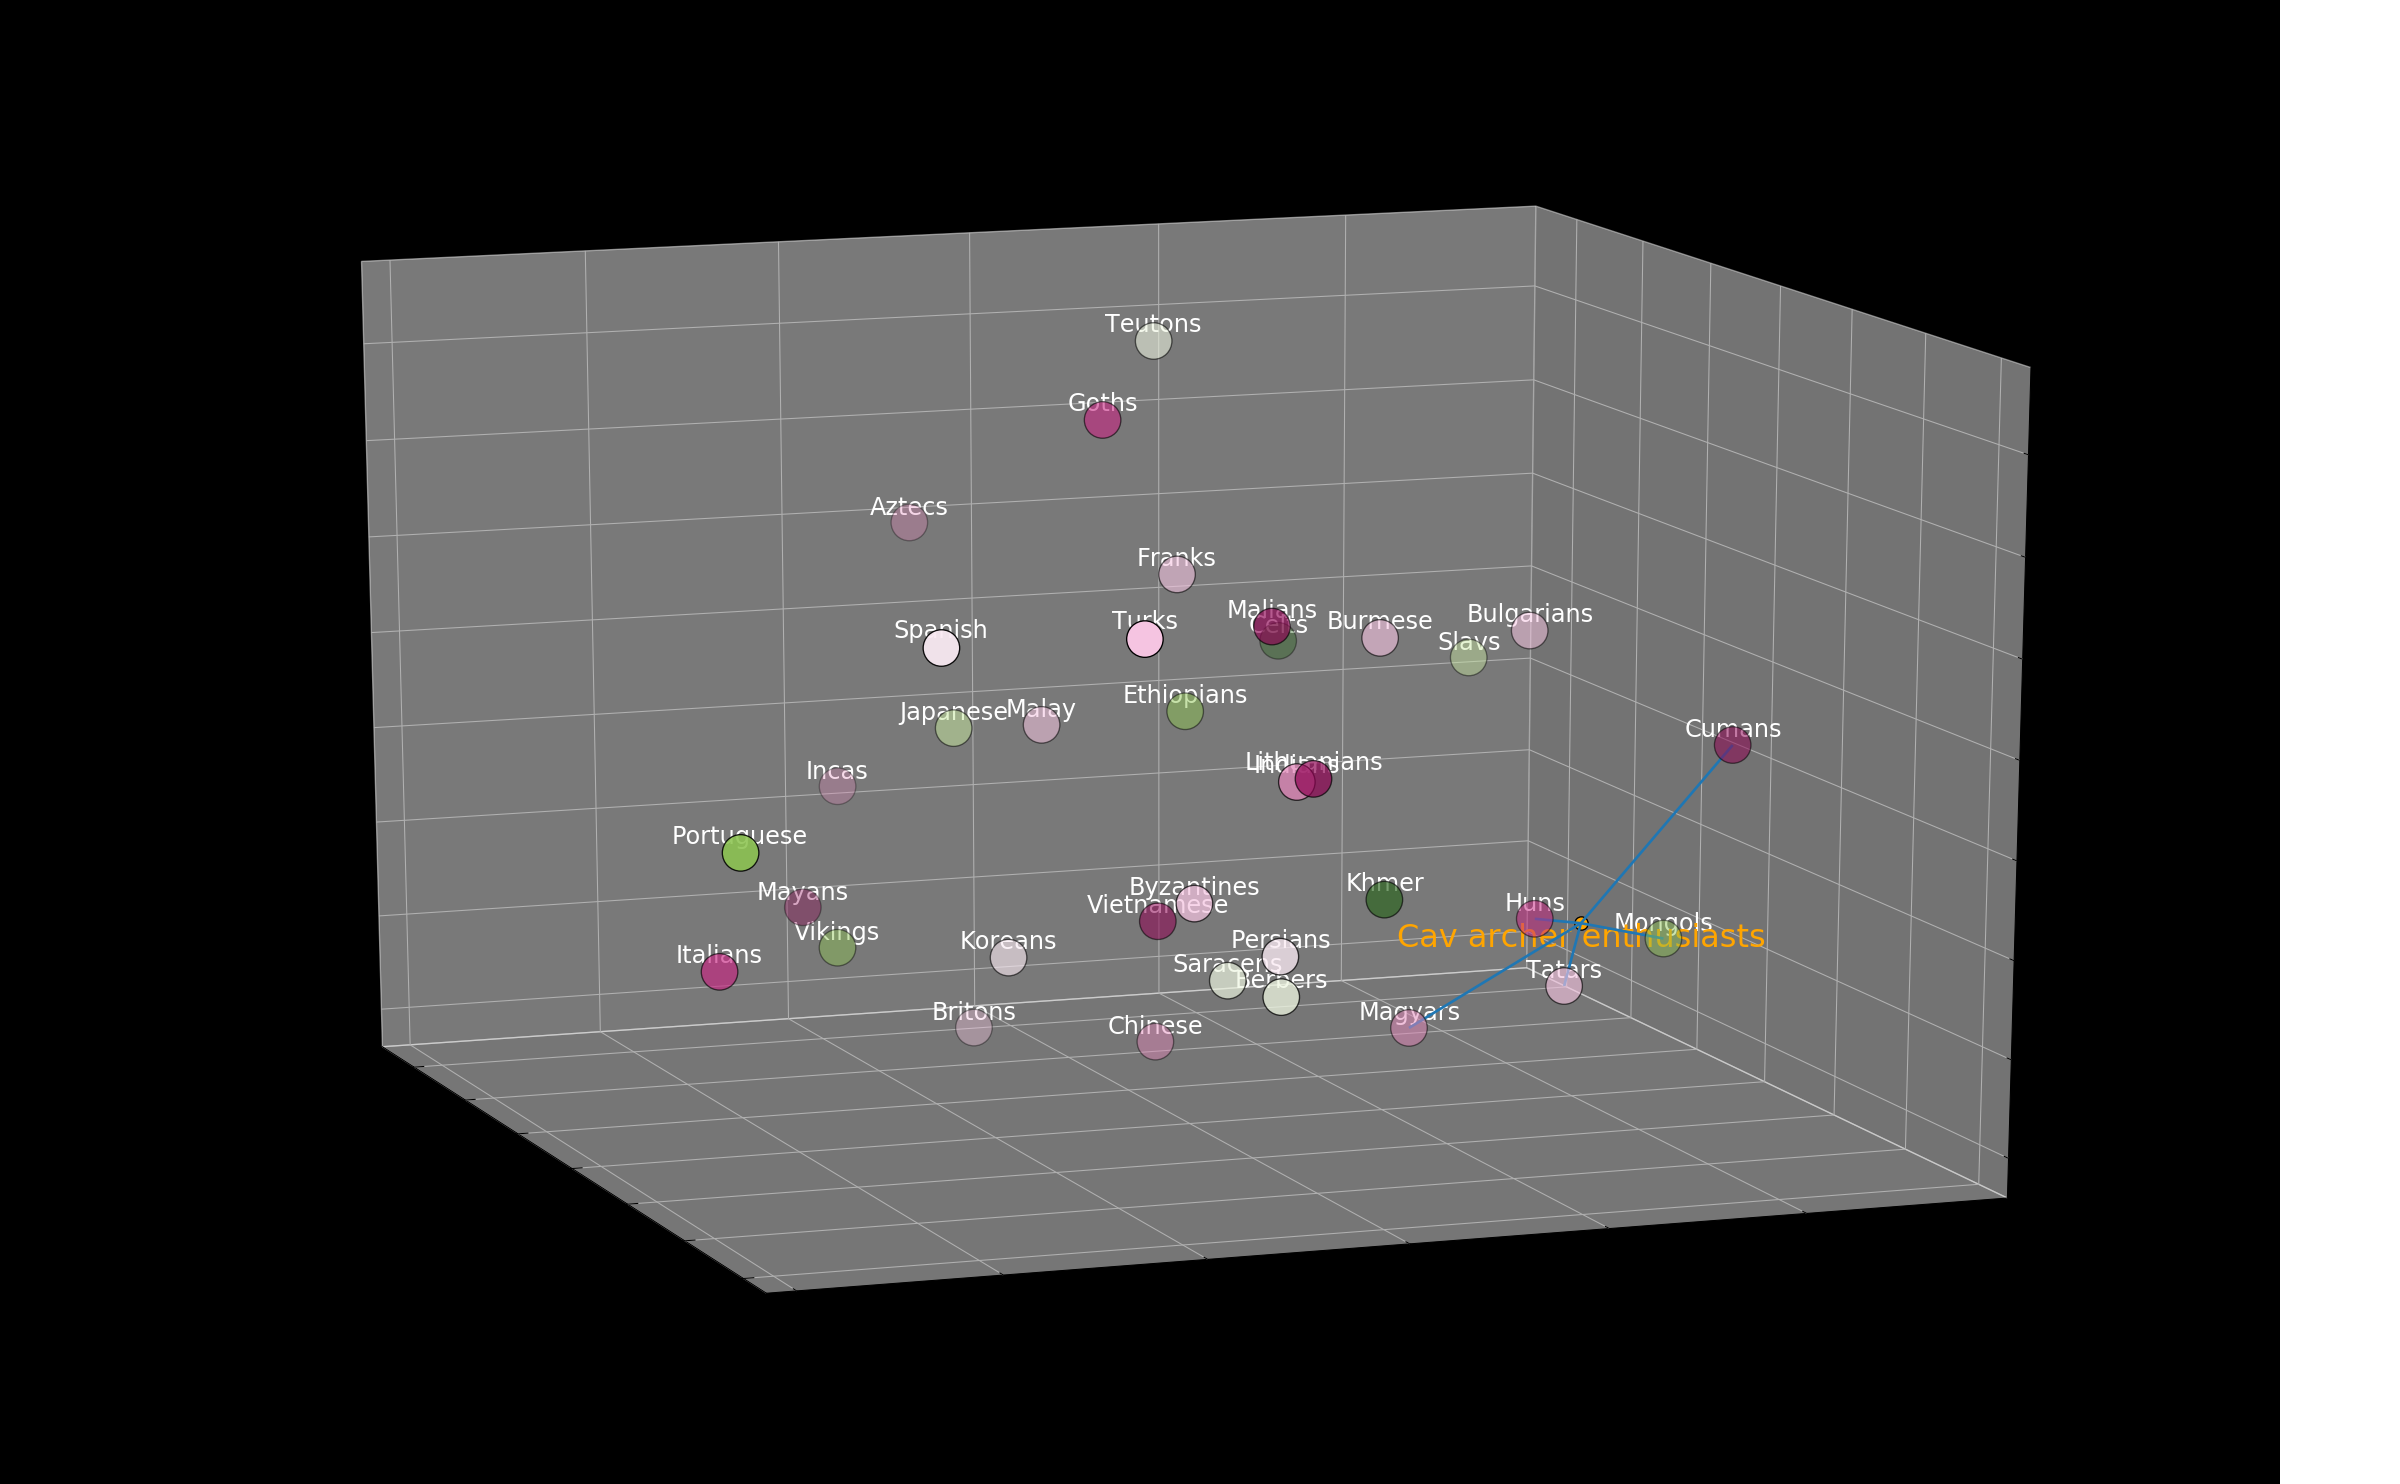 Teutons
Goths
Aztecs
Franks
Malians
Bulgarians
Turks
Burmese
Celts
Spanish
Slavs
Ethiopians
Malay
Japanese
Cumans
Lithuanians
Indians
Incas
Portuguese
Khmer
Byzantines
Mayans
Huns
Vietnamese
Mongols
Vikings
Cav archer enthusiasts
Koreans
Persians
Italians
Saracens
Tatars
Berbers
Britons
Magyars
Chinese